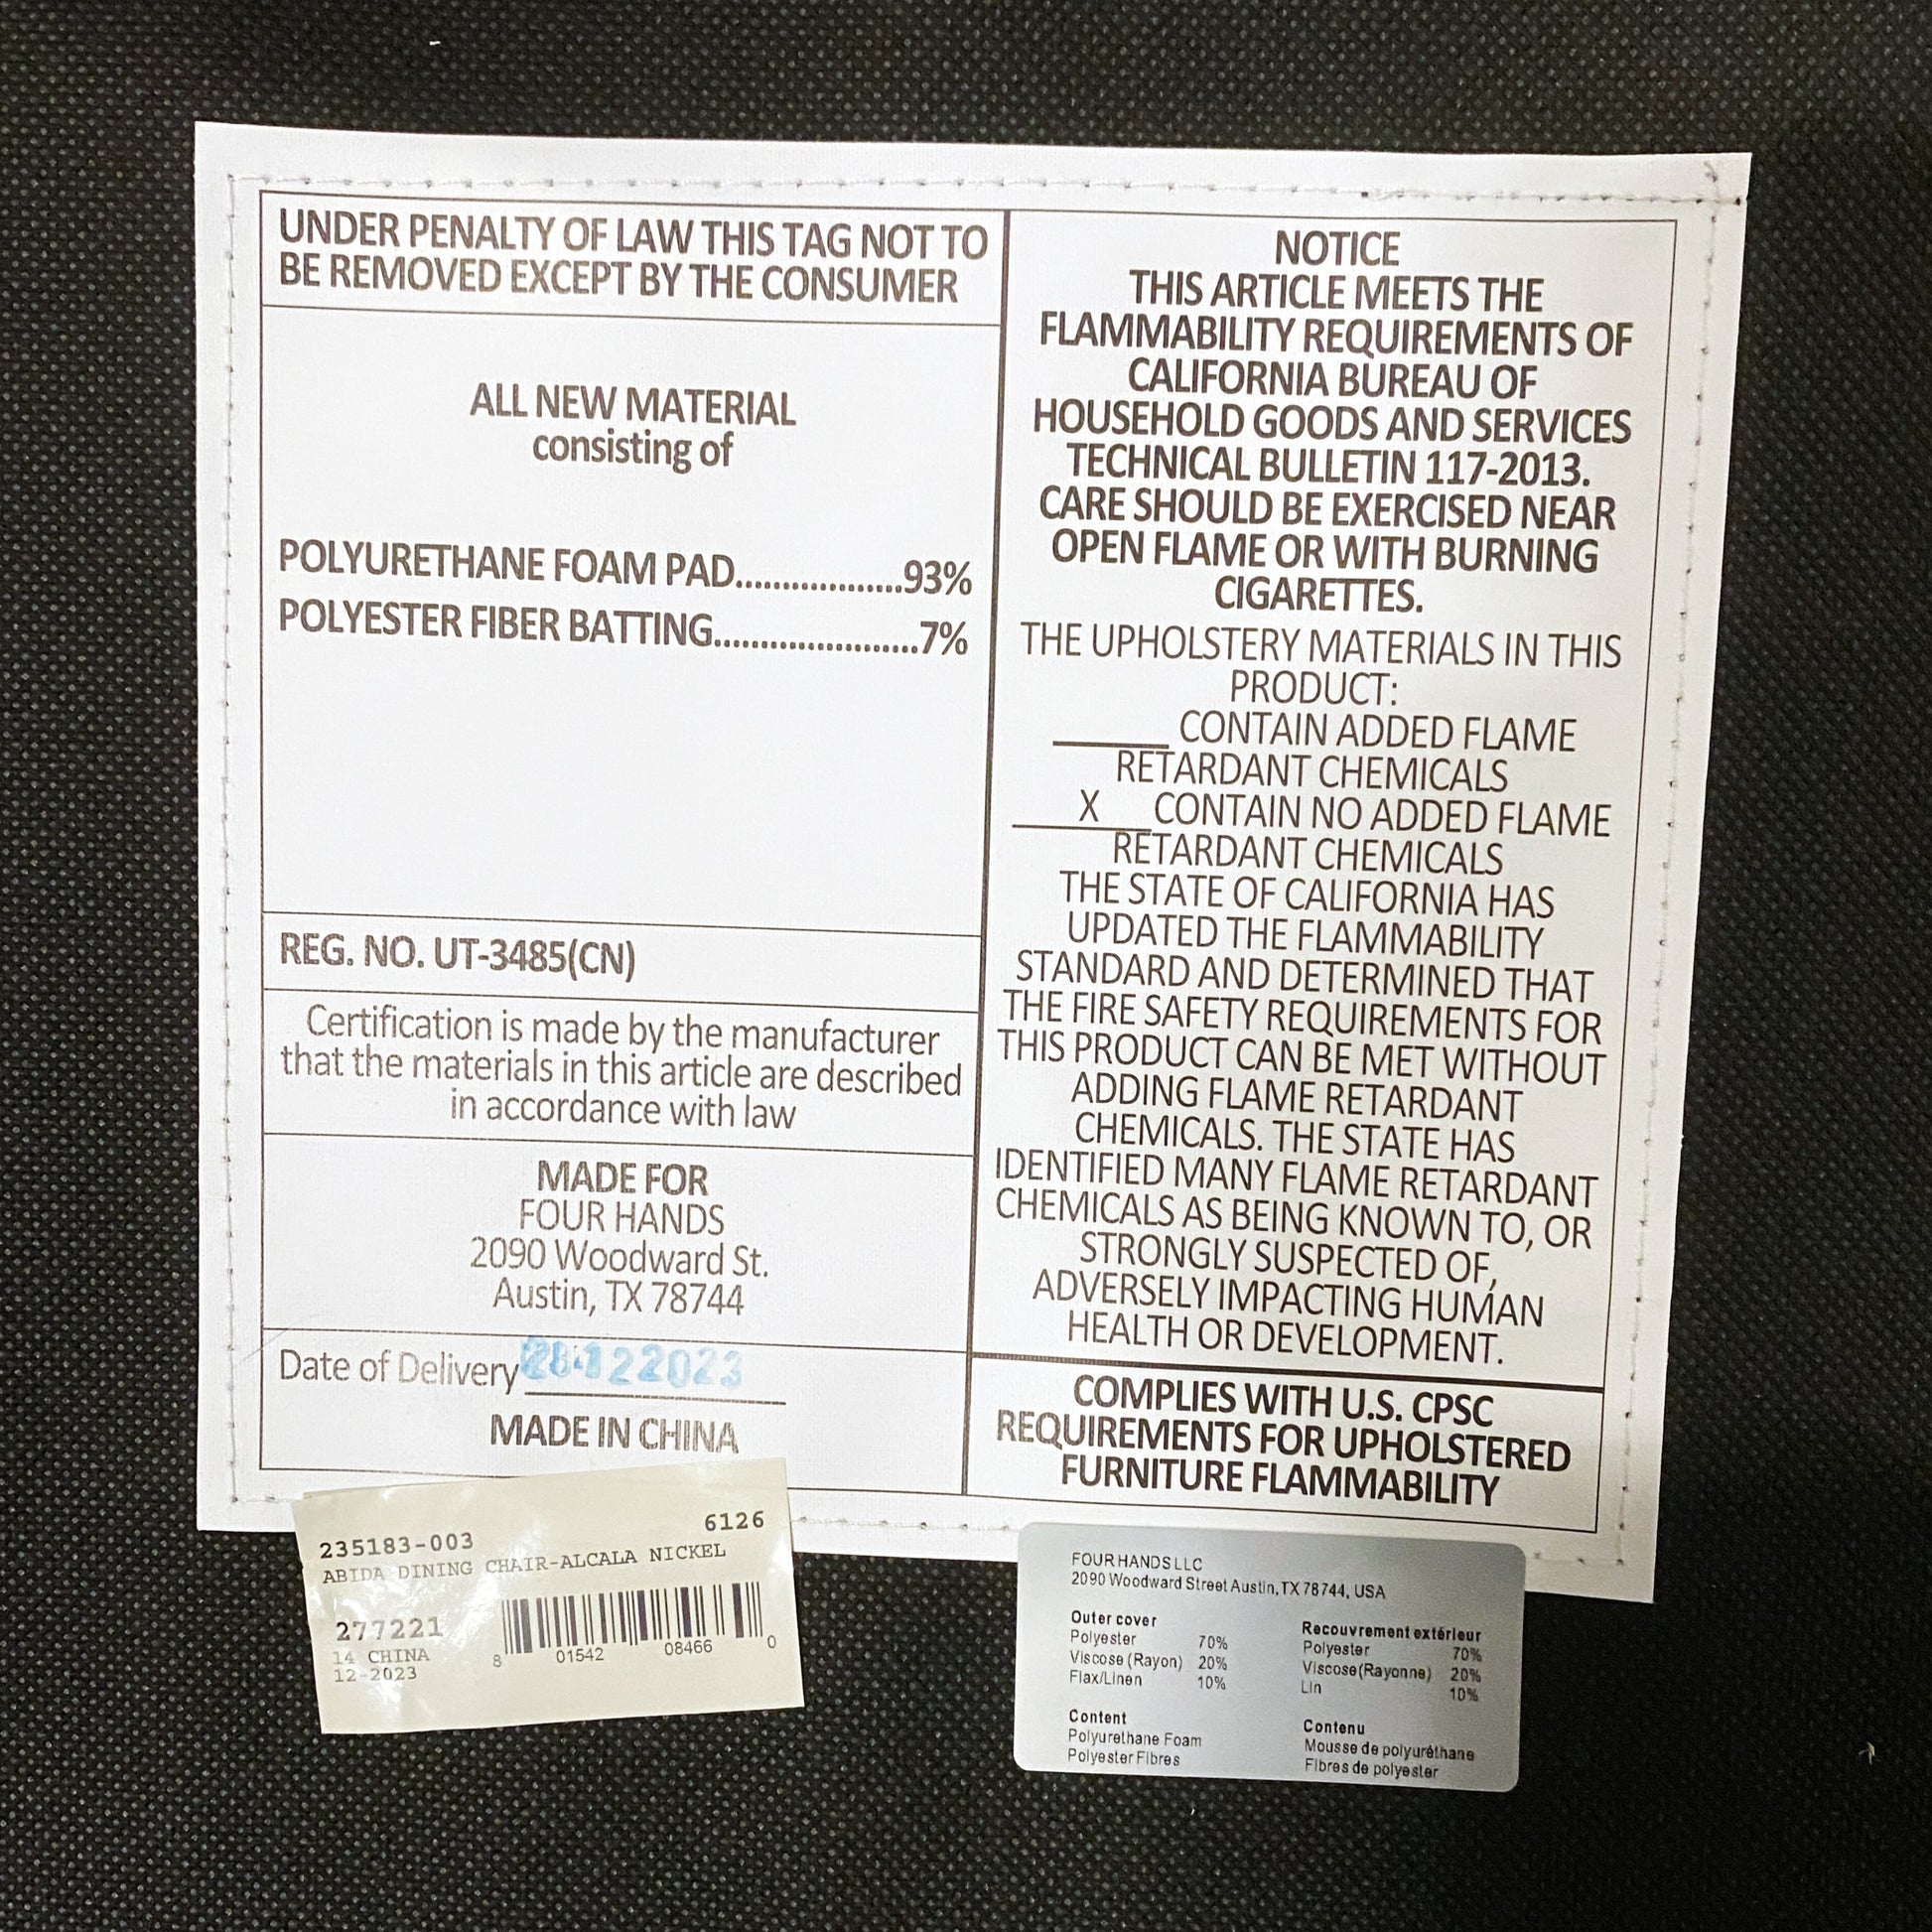 UNDER PENALTY OF LAW THIS TAG NOT TO
BE REMOVED EXCEPT BY THE CONSUMER
ALL NEW MATERIAL
consisting of
POLYURETHANE FOAM PAD..................93%
POLYESTER FIBER BATTING......................7%
REG. NO. UT-3485(CN)
Certification is made by the manufacturer
that the materials in this article are described
in accordance with law
MADE FOR
FOUR HANDS
2090 Woodward St.
Austin, TX 78744
Date of Delivery 28122023
MADE IN CHINA
NOTICE
THIS ARTICLE MEETS THE
FLAMMABILITY REQUIREMENTS OF
CALIFORNIA BUREAU OF
HOUSEHOLD GOODS AND SERVICES
TECHNICAL BULLETIN 117-2013.
CARE SHOULD BE EXERCISED NEAR
OPEN FLAME OR WITH BURNING
CIGARETTES.
THE UPHOLSTERY MATERIALS IN THIS
PRODUCT:
______ CONTAIN ADDED FLAME
RETARDANT CHEMICALS
___X___CONTAIN NO ADDED FLAME
RETARDANT CHEMICALS
THE STATE OF CALIFORNIA HAS
UPDATED THE FLAMMABILITY
STANDARD AND DETERMINED THAT
THE FIRE SAFETY REQUIREMENTS FOR
THIS PRODUCT CAN BE MET WITHOUT
ADDING FLAME RETARDANT
CHEMICALS. THE STATE HAS
IDENTIFIED MANY FLAME RETARDANT
CHEMICALS AS BEING KNOWN TO, OR
STRONGLY SUSPECTED OF,
ADVERSELY IMPACTING HUMAN
HEALTH OR DEVELOPMENT.
COMPLIES WITH U.S. CPSC
REQUIREMENTS FOR UPHOLSTERED
FURNITURE FLAMMABILITY
235183-003 6126
ABIDA DINING CHAIR-ALCALA NICKEL
277221
14 CHINA
12-2023
8 01542 08466 0
FOUR HANDS LLC
2090 Woodward Street Austin, TX 78744, USA
Outer cover
Polyester 70%
Viscose (Rayon) 20%
Flax/Linen 10%
Content
Polyurethane Foam
Polyester Fibres
Recouvrement extérieur
Polyester 70%
Viscose(Rayonne) 20%
Lin 10%
Contenu
Mousse de polyuréthane
Fibres de polyester